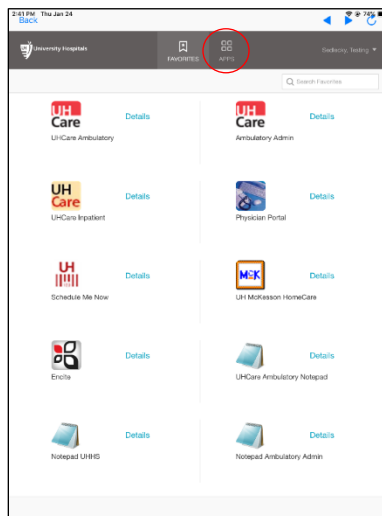 2:41 PM Thu Jan 24
74%
Back
University Hospitals
FAVORITES
APPS
Search Favorites
UH Care
Details
UHCare Ambulatory
UH Care
Details
Ambulatory Admin
UH Care
Details
UHCare Inpatient
Details
Physician Portal
UH
Details
Schedule Me Now
McK
Details
UH McKesson HomeCare
Details
Encite
Details
UHCare Ambulatory Notepad
Details
Notepad UHHS
Details
Notepad Ambulatory Admin